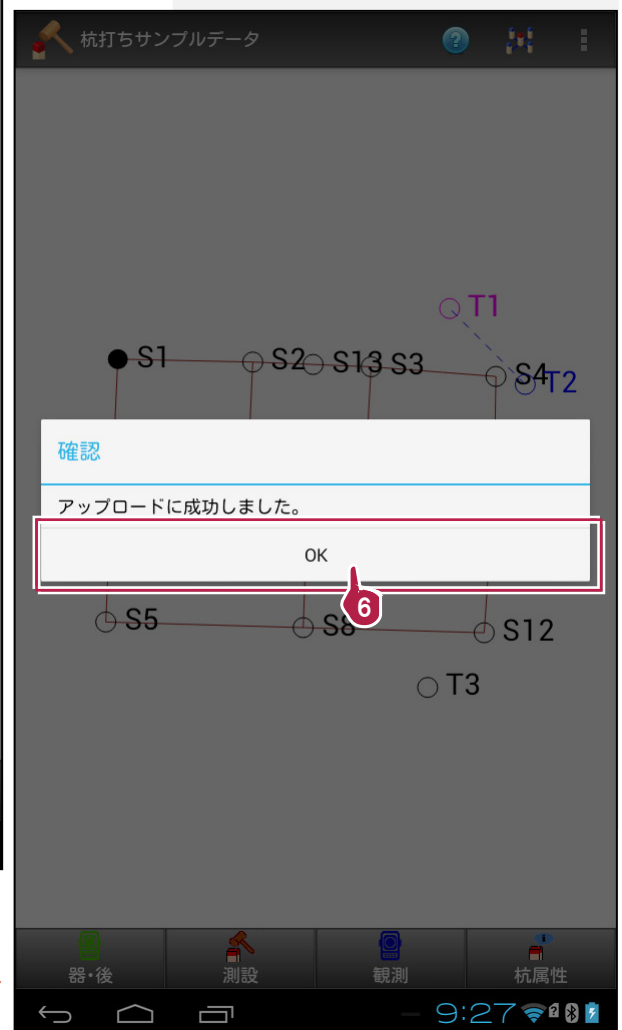 杭打ちサンプルデータ
T1
S1
S2
S13
S3
S4
T2
確認
アップロードに成功しました。
OK
6
S5
S8
S12
T3
器・後
測設
観測
杭属性
9:27